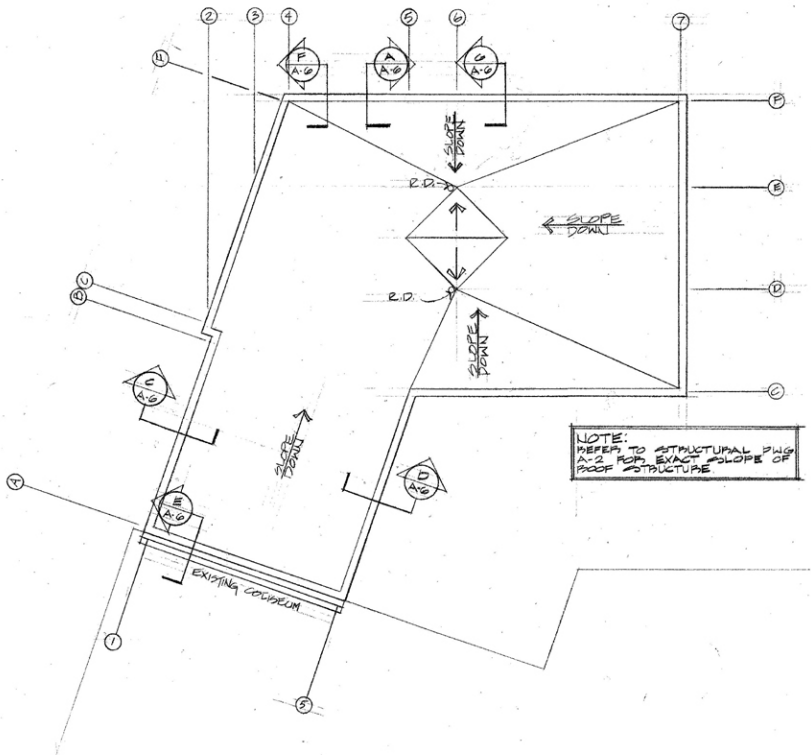 2
3
4
5
6
7
F
A-6
A
A-6
G
A-6
F
SLOPE
DOWN
R.D.
E
SLOPE
DOWN
C
B
R.D.
D
SLOPE
DOWN
C
A-6
C
NOTE:
REFER TO STRUCTURAL DWG
A-2 FOR EXACT SLOPE OF
ROOF STRUCTURE
SLOPE
DOWN
A
D
A-6
E
A-6
EXISTING COLISEUM
1
5